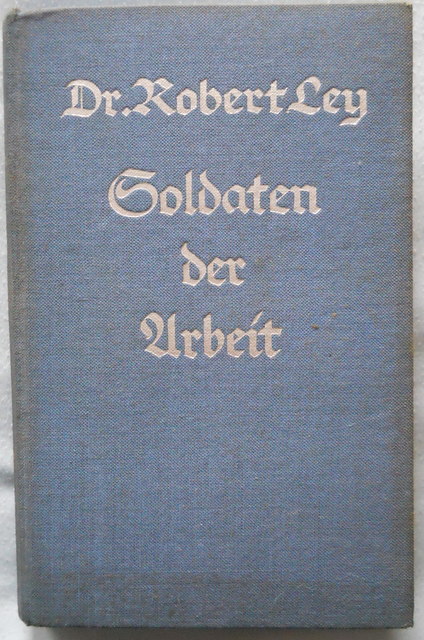 Dr. Robert Ley
Soldaten
der
Arbeit